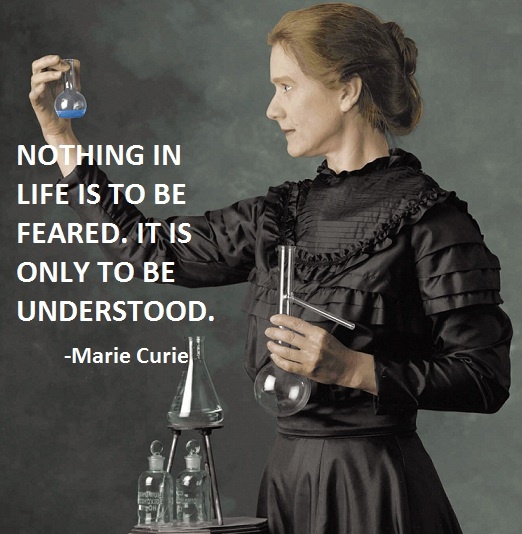 NOTHING IN
LIFE IS TO BE
FEARED. IT IS
ONLY TO BE
UNDERSTOOD.
-Marie Curie